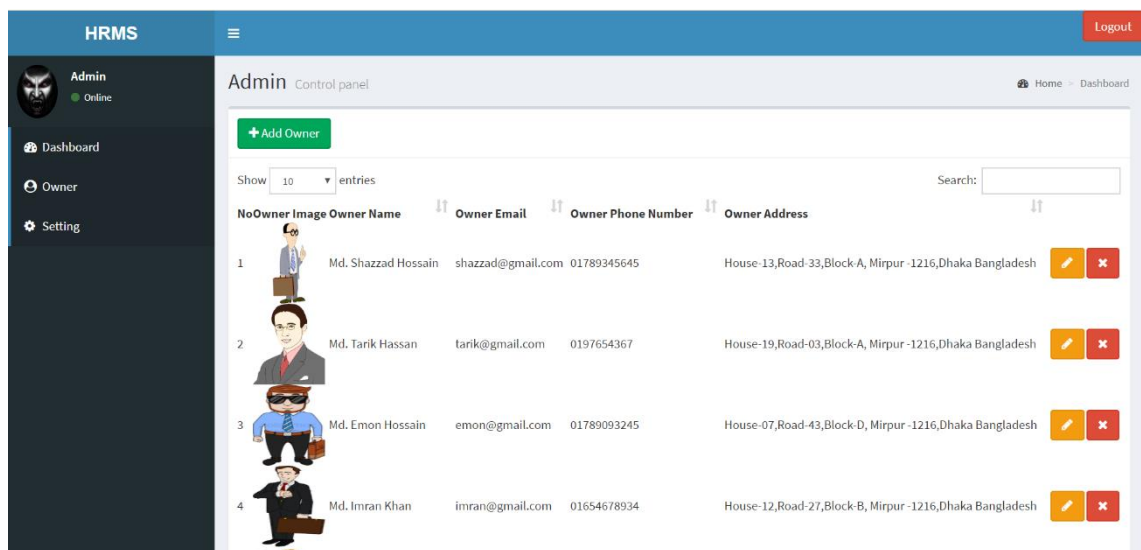 HRMS
Logout
Admin
Online
Admin Control panel
Home > Dashboard
Dashboard
Owner
Setting
Add Owner
Show 10 entries
Search:
No Owner Image Owner Name Owner Email Owner Phone Number Owner Address
1 Md. Shazzad Hossain shazzad@gmail.com 01789345645 House-13,Road-33,Block-A, Mirpur -1216,Dhaka Bangladesh
2 Md. Tarik Hassan tarik@gmail.com 0197654367 House-19,Road-03,Block-A, Mirpur -1216,Dhaka Bangladesh
3 Md. Emon Hossain emon@gmail.com 01789093245 House-07,Road-43,Block-D, Mirpur -1216,Dhaka Bangladesh
4 Md. Imran Khan imran@gmail.com 01654678934 House-12,Road-27,Block-B, Mirpur -1216,Dhaka Bangladesh